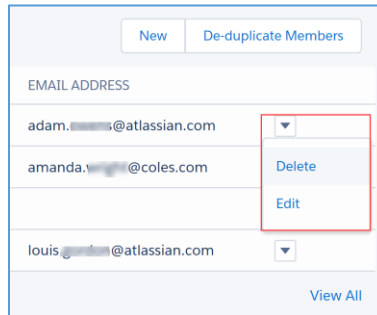 New De-duplicate Members
EMAIL ADDRESS
adam. @atlassian.com
amanda. @coles.com
Delete
Edit
louis. @atlassian.com
View All